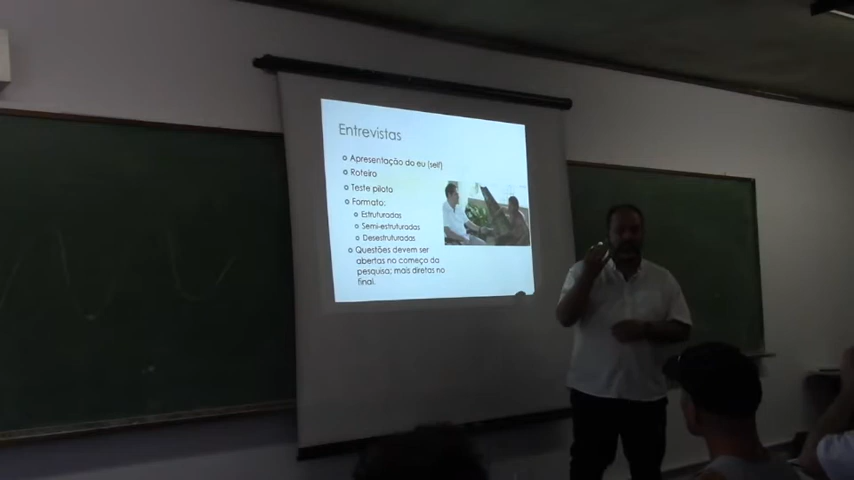 Entrevistas
Apresentação do eu (self)
Roteiro
Teste piloto
Formato:
Estruturadas
Semi-estruturadas
Desestruturadas
Questões devem ser
abertas no começo da
pesquisa; mais diretas no
final.